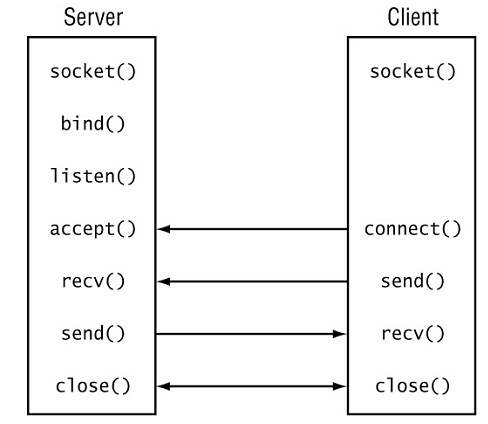 Server Client
socket() socket()
bind()
listen()
accept() connect()
recv() send()
send() recv()
close() close()